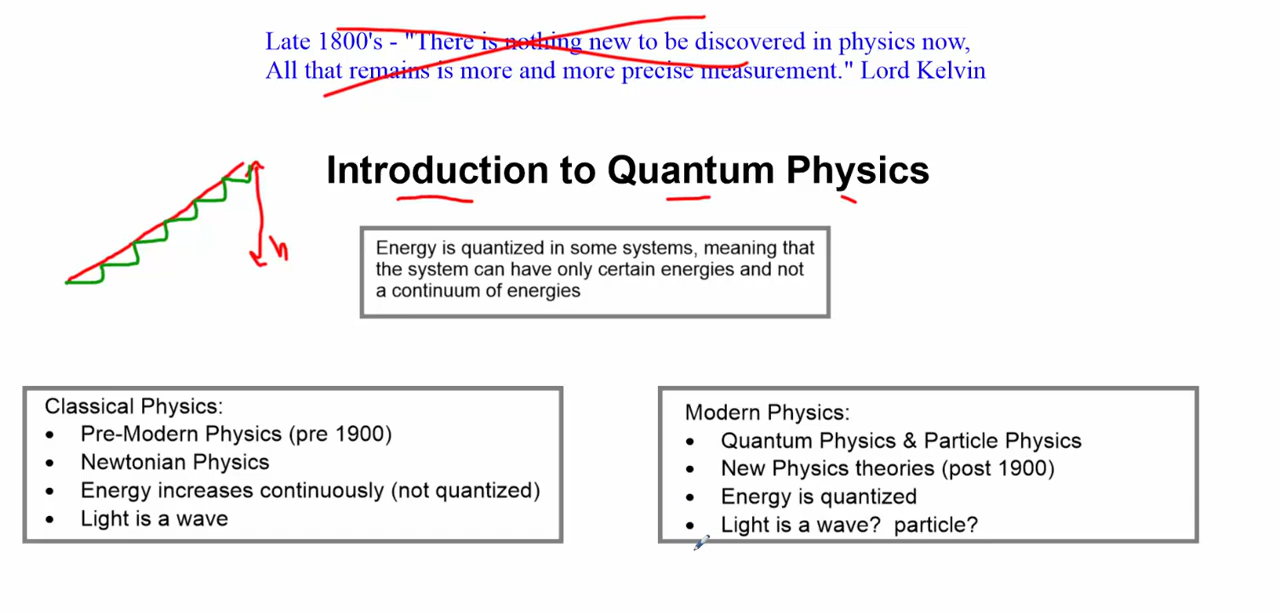 Late 1800's - "There is nothing new to be discovered in physics now,
All that remains is more and more precise measurement." Lord Kelvin
Introduction to Quantum Physics
h
Energy is quantized in some systems, meaning that
the system can have only certain energies and not
a continuum of energies
Classical Physics:
• Pre-Modern Physics (pre 1900)
• Newtonian Physics
• Energy increases continuously (not quantized)
• Light is a wave
Modern Physics:
• Quantum Physics & Particle Physics
• New Physics theories (post 1900)
• Energy is quantized
• Light is a wave? particle?